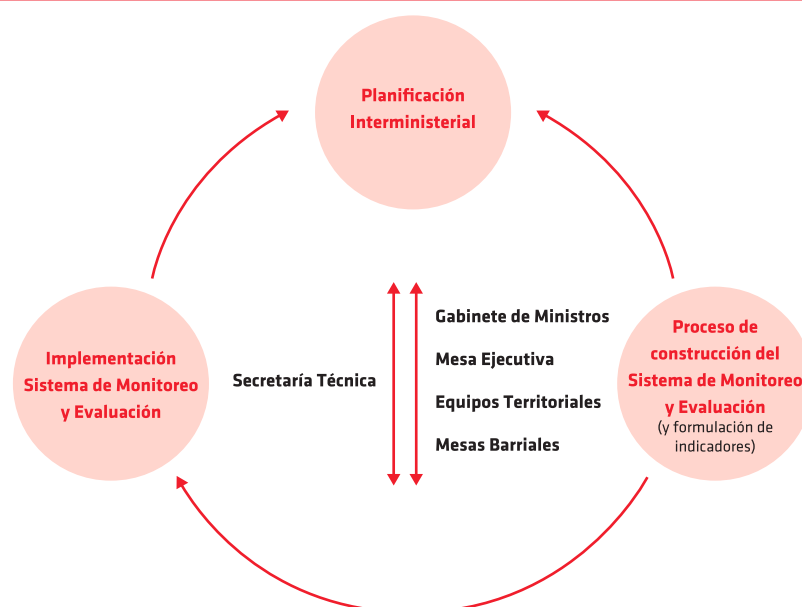 Planificación
Interministerial
Implementación
Sistema de Monitoreo
y Evaluación
Secretaría Técnica
Gabinete de Ministros
Mesa Ejecutiva
Equipos Territoriales
Mesas Barriales
Proceso de
construcción del
Sistema de Monitoreo
y Evaluación
(y formulación de
indicadores)